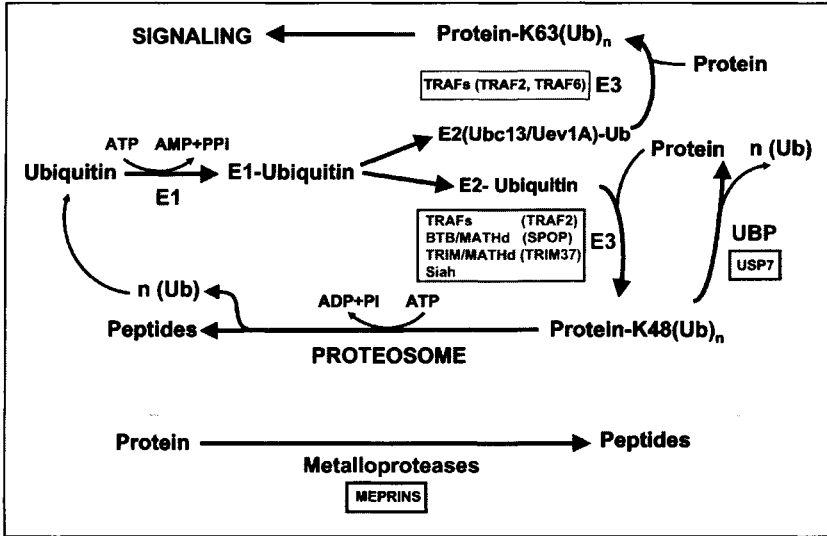 SIGNALING
Protein-K63(Ub)n
TRAFs (TRAF2, TRAF6)
E3
Protein
ATP
AMP+PPi
E2(Ubc13/Uev1A)-Ub
Ubiquitin
E1-Ubiquitin
E1
Protein
n (Ub)
E2- Ubiquitin
TRAFs (TRAF2)
BTB/MATHd (SPOP)
TRIM/MATHd (TRIM37)
Siah
E3
UBP
USP7
n (Ub)
ADP+PI
ATP
Peptides
Protein-K48(Ub)n
PROTEOSOME
Protein
Peptides
Metalloproteases
MEPRINS